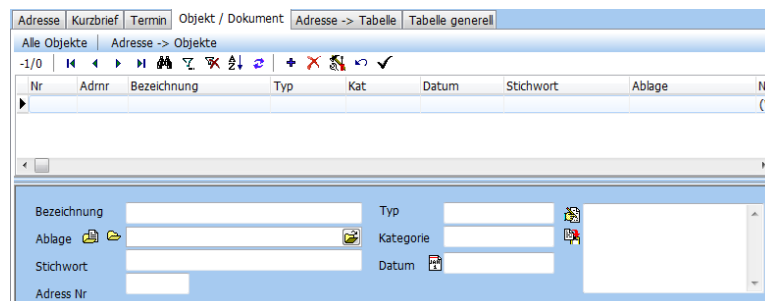 Adresse Kurzbrief Termin Objekt / Dokument Adresse -> Tabelle Tabelle generell
Alle Objekte Adresse -> Objekte
-1/0
Nr Adrnr Bezeichnung Typ Kat Datum Stichwort Ablage N
Bezeichnung Typ
Ablage Kategorie
Stichwort Datum
Adress Nr